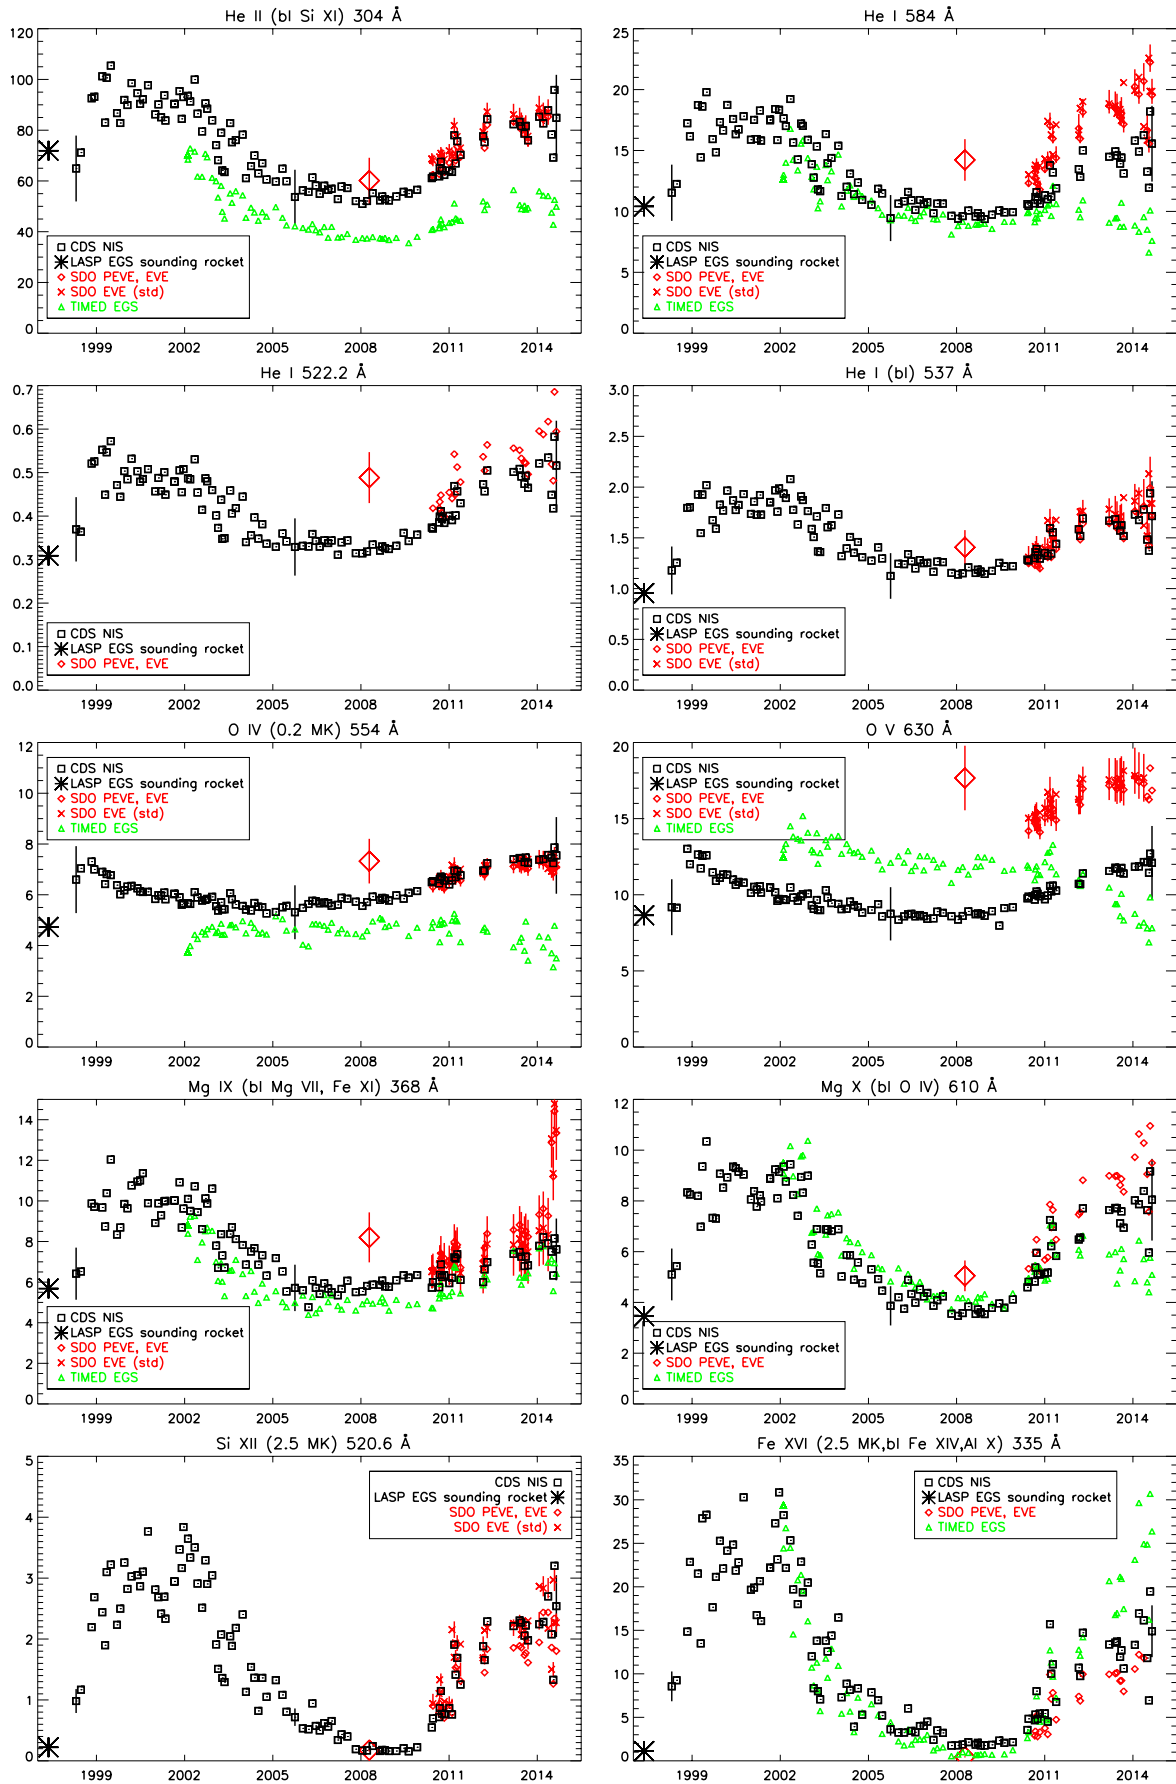 He II (bl Si XI) 304 Å
120
100
80
60
40
20
0
CDS NIS
LASP EGS sounding rocket
SDO PEVE, EVE
SDO EVE (std)
TIMED EGS
1999 2002 2005 2008 2011 2014
He I 584 Å
25
20
15
10
5
0
CDS NIS
LASP EGS sounding rocket
SDO PEVE, EVE
SDO EVE (std)
TIMED EGS
1999 2002 2005 2008 2011 2014
He I 522.2 Å
0.7
0.6
0.5
0.4
0.3
0.2
0.1
0.0
CDS NIS
LASP EGS sounding rocket
SDO PEVE, EVE
1999 2002 2005 2008 2011 2014
He I (bl) 537 Å
3.0
2.5
2.0
1.5
1.0
0.5
0.0
CDS NIS
LASP EGS sounding rocket
SDO PEVE, EVE
SDO EVE (std)
1999 2002 2005 2008 2011 2014
O IV (0.2 MK) 554 Å
12
10
8
6
4
2
0
CDS NIS
LASP EGS sounding rocket
SDO PEVE, EVE
SDO EVE (std)
TIMED EGS
1999 2002 2005 2008 2011 2014
O V 630 Å
20
15
10
5
0
CDS NIS
LASP EGS sounding rocket
SDO PEVE, EVE
SDO EVE (std)
TIMED EGS
1999 2002 2005 2008 2011 2014
Mg IX (bl Mg VII, Fe XI) 368 Å
14
12
10
8
6
4
2
0
CDS NIS
LASP EGS sounding rocket
SDO PEVE, EVE
SDO EVE (std)
TIMED EGS
1999 2002 2005 2008 2011 2014
Mg X (bl O IV) 610 Å
12
10
8
6
4
2
0
CDS NIS
LASP EGS sounding rocket
SDO PEVE, EVE
TIMED EGS
1999 2002 2005 2008 2011 2014
Si XII (2.5 MK) 520.6 Å
5
4
3
2
1
0
CDS NIS
LASP EGS sounding rocket
SDO PEVE, EVE
SDO EVE (std)
1999 2002 2005 2008 2011 2014
Fe XVI (2.5 MK,bl Fe XIV,Al X) 335 Å
35
30
25
20
15
10
5
0
CDS NIS
LASP EGS sounding rocket
SDO PEVE, EVE
TIMED EGS
1999 2002 2005 2008 2011 2014